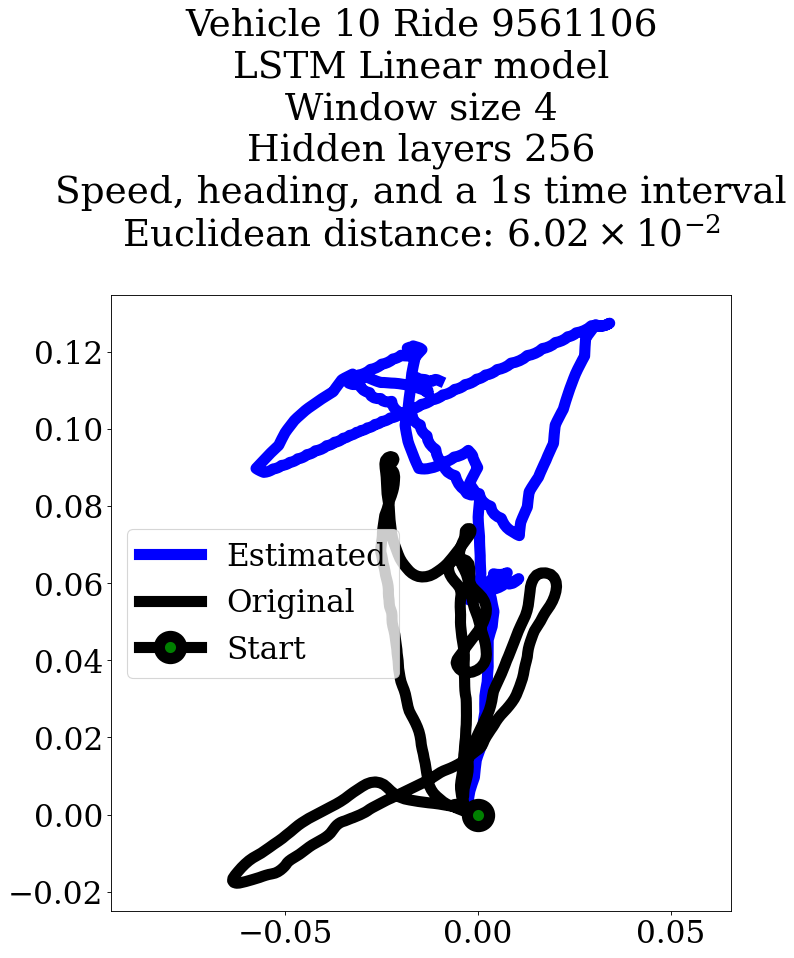 Vehicle 10 Ride 9561106
LSTM Linear model
Window size 4
Hidden layers 256
Speed, heading, and a 1s time interval
Euclidean distance: 6.02 × 10⁻²
0.12
0.10
0.08
0.06
0.04
0.02
0.00
−0.02
Estimated
Original
Start
−0.05 0.00 0.05